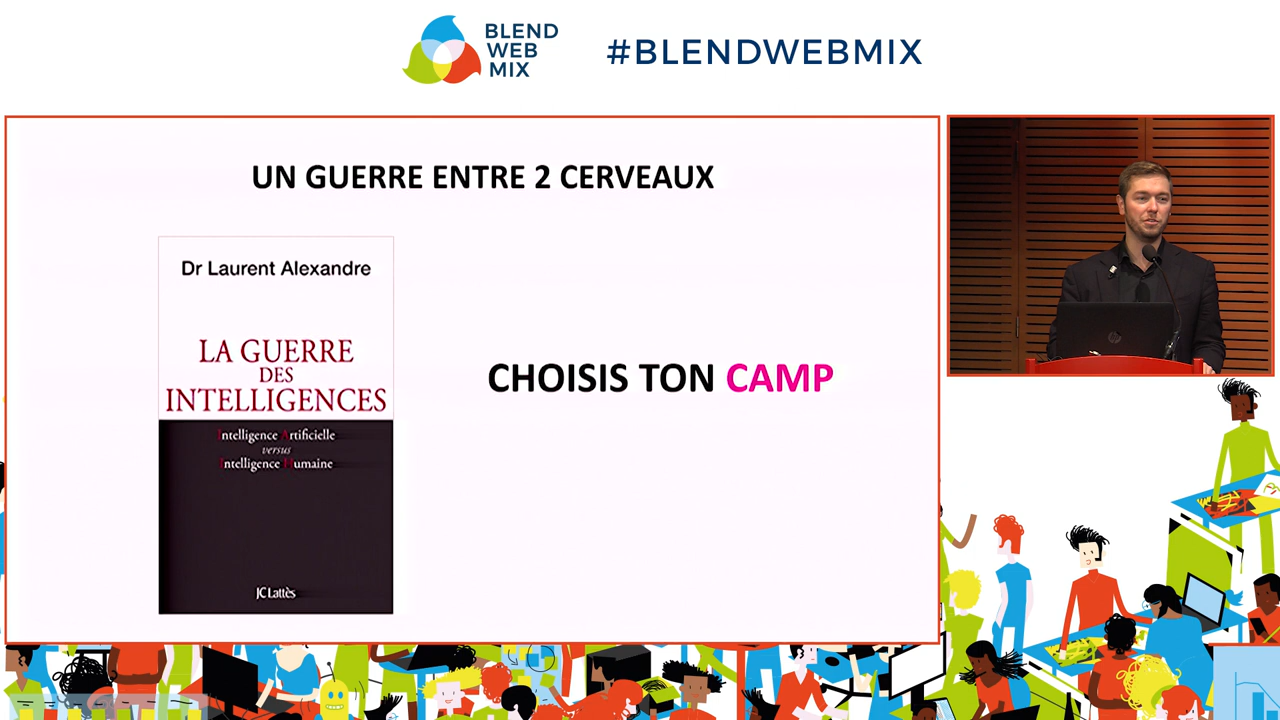 BLEND
WEB
MIX
#BLENDWEBMIX
UN GUERRE ENTRE 2 CERVEAUX
Dr Laurent Alexandre
LA GUERRE
DES
INTELLIGENCES
Intelligence Artificielle
versus
Intelligence Humaine
JC Lattès
CHOISIS TON CAMP